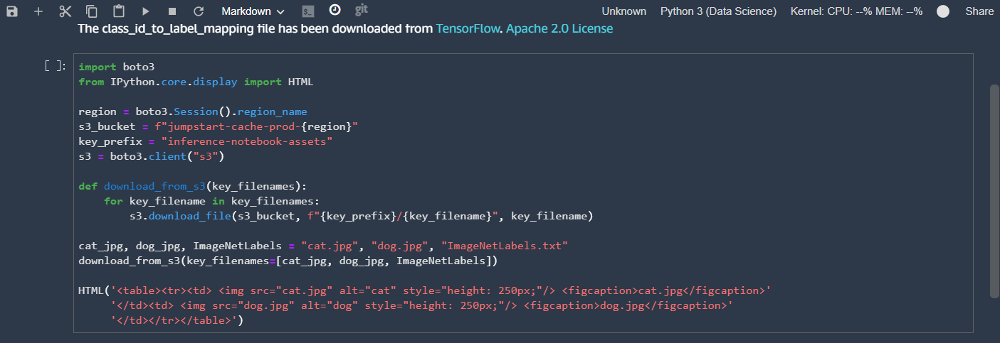 Markdown
git
Unknown
Python 3 (Data Science)
Kernel: CPU: --% MEM: --%
Share
The class_id_to_label_mapping file has been downloaded from TensorFlow. Apache 2.0 License
[ ]:
import boto3
from IPython.core.display import HTML
region = boto3.Session().region_name
s3_bucket = f"jumpstart-cache-prod-{region}"
key_prefix = "inference-notebook-assets"
s3 = boto3.client("s3")
def download_from_s3(key_filenames):
    for key_filename in key_filenames:
        s3.download_file(s3_bucket, f"{key_prefix}/{key_filename}", key_filename)
cat_jpg, dog_jpg, ImageNetLabels = "cat.jpg", "dog.jpg", "ImageNetLabels.txt"
download_from_s3(key_filenames=[cat_jpg, dog_jpg, ImageNetLabels])
HTML('<table><tr><td> <img src="cat.jpg" alt="cat" style="height: 250px;"/> <figcaption>cat.jpg</figcaption>'
     '</td><td> <img src="dog.jpg" alt="dog" style="height: 250px;"/> <figcaption>dog.jpg</figcaption>'
     '</td></tr></table>')